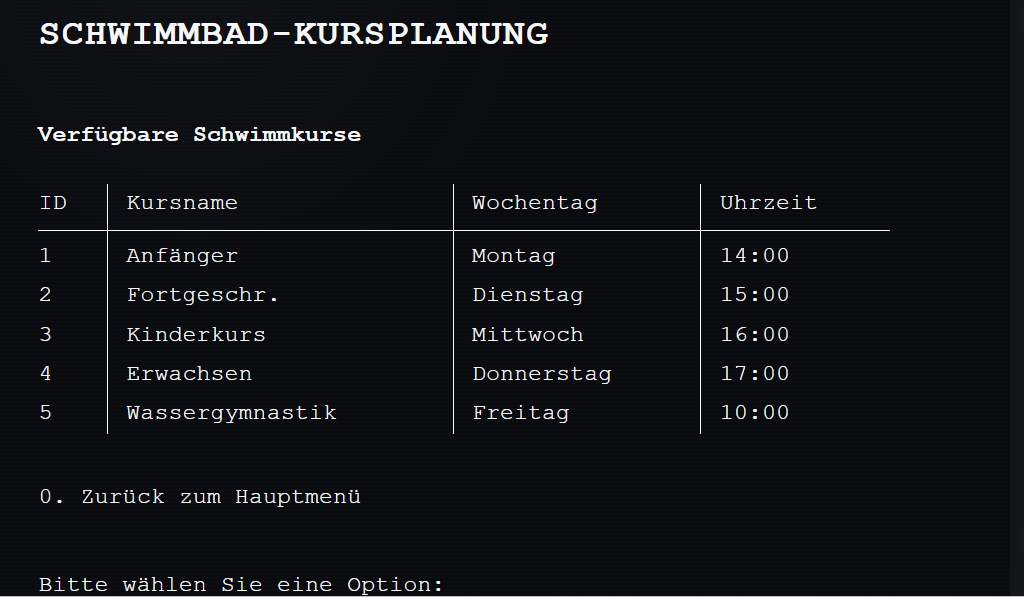 SCHWIMMBAD-KURSPLANUNG
Verfügbare Schwimmkurse
ID Kursname Wochentag Uhrzeit
1 Anfänger Montag 14:00
2 Fortgeschr. Dienstag 15:00
3 Kinderkurs Mittwoch 16:00
4 Erwachsen Donnerstag 17:00
5 Wassergymnastik Freitag 10:00
0. Zurück zum Hauptmenü
Bitte wählen Sie eine Option: